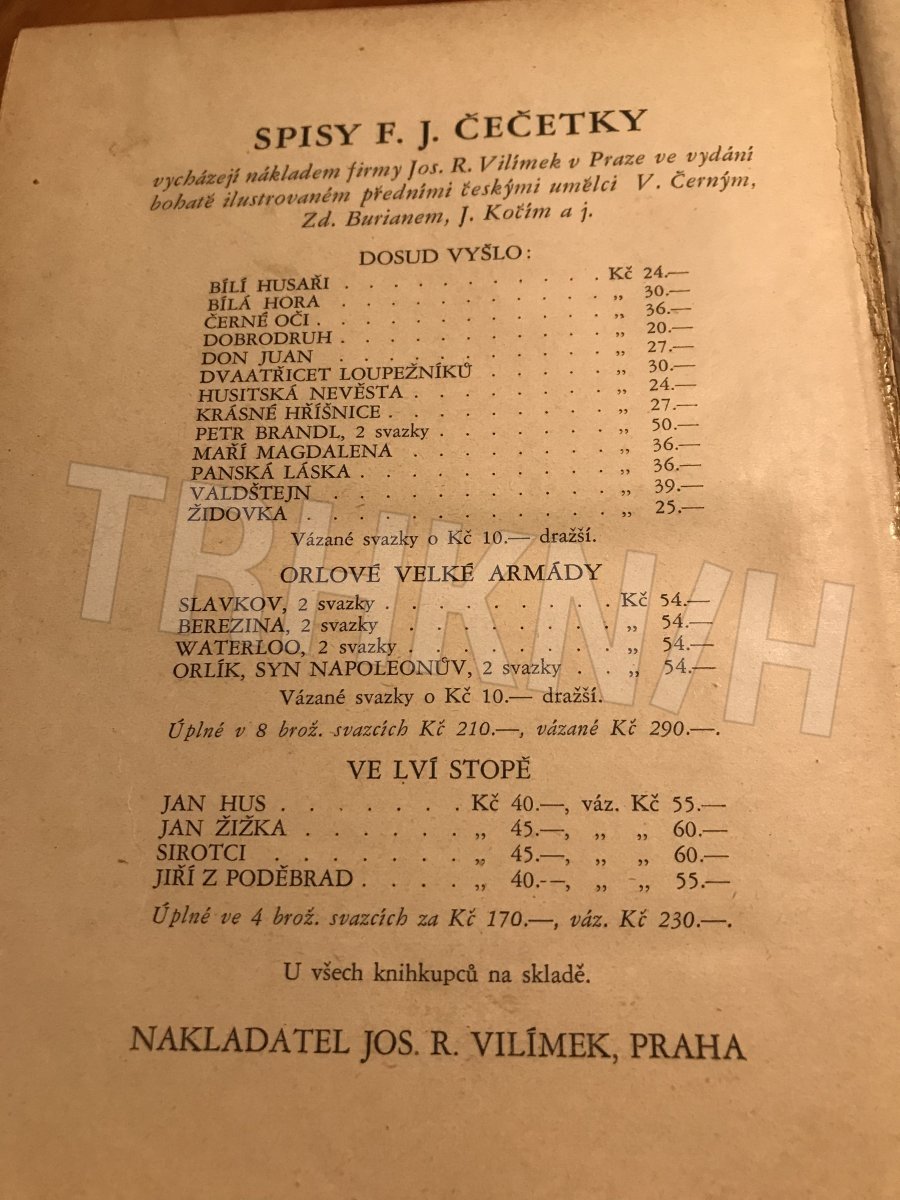 SPISY F. J. ČEČETKY
vycházejí nákladem firmy Jos. R. Vilímek v Praze ve vydání
bohatě ilustrovaném předními českými umělci V. Černým,
Zd. Burianem, J. Kočím a j.
DOSUD VYŠLO:
BÍLÍ HUSAŘI . . . . . . . . . . . Kč 24.—
BÍLÁ HORA . . . . . . . . . . . „ 30.—
ČERNÉ OČI . . . . . . . . . . . „ 36.—
DOBRODRUH . . . . . . . . . . . „ 20.—
DON JUAN . . . . . . . . . . . „ 27.—
DVAATŘICET LOUPEŽNÍKŮ . . . . . „ 30.—
HUSITSKÁ NEVĚSTA . . . . . . . . „ 24.—
KRÁSNÉ HŘÍŠNICE . . . . . . . . . „ 27.—
PETR BRANDL, 2 svazky . . . . . . . „ 50.—
MAŘÍ MAGDALENA . . . . . . . . „ 36.—
PANSKÁ LÁSKA . . . . . . . . . . „ 36.—
VALDŠTEJN . . . . . . . . . . . „ 39.—
ŽIDOVKA . . . . . . . . . . . . „ 25.—
Vázané svazky o Kč 10.— dražší.
ORLOVÉ VELKÉ ARMÁDY
SLAVKOV, 2 svazky . . . . . . . . . Kč 54.—
BEREZINA, 2 svazky . . . . . . . . „ 54.—
WATERLOO, 2 svazky . . . . . . . . „ 54.—
ORLÍK, SYN NAPOLEONŮV, 2 svazky . . „ 54.—
Vázané svazky o Kč 10.— dražší.
Úplné v 8 brož. svazcích Kč 210.—, vázané Kč 290.—.
VE LVÍ STOPĚ
JAN HUS . . . . . . . Kč 40.—, váz. Kč 55.—
JAN ŽIŽKA . . . . . . „ 45.—, „ „ 60.—
SIROTCI . . . . . . . „ 45.—, „ „ 60.—
JIŘÍ Z PODĚBRAD . . . . „ 40.—, „ „ 55.—
Úplné ve 4 brož. svazcích za Kč 170.—, váz. Kč 230.—.
U všech knihkupců na skladě.
NAKLADATEL JOS. R. VILÍMEK, PRAHA
TRHKNIH